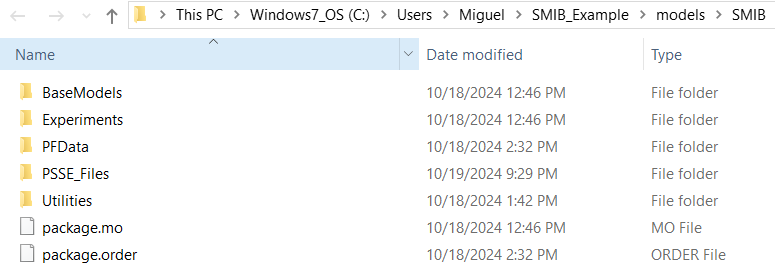 This PC > Windows7_OS (C:) > Users > Miguel > SMIB_Example > models > SMIB
Name Date modified Type
BaseModels 10/18/2024 12:46 PM File folder
Experiments 10/18/2024 12:46 PM File folder
PFData 10/18/2024 2:32 PM File folder
PSSE_Files 10/19/2024 9:29 PM File folder
Utilities 10/18/2024 1:42 PM File folder
package.mo 10/18/2024 12:46 PM MO File
package.order 10/18/2024 2:32 PM ORDER File